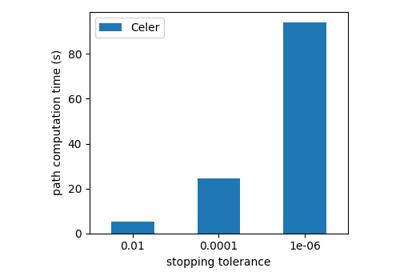 Celer
path computation time (s)
80
60
40
20
0
0.01 0.0001 1e-06
stopping tolerance